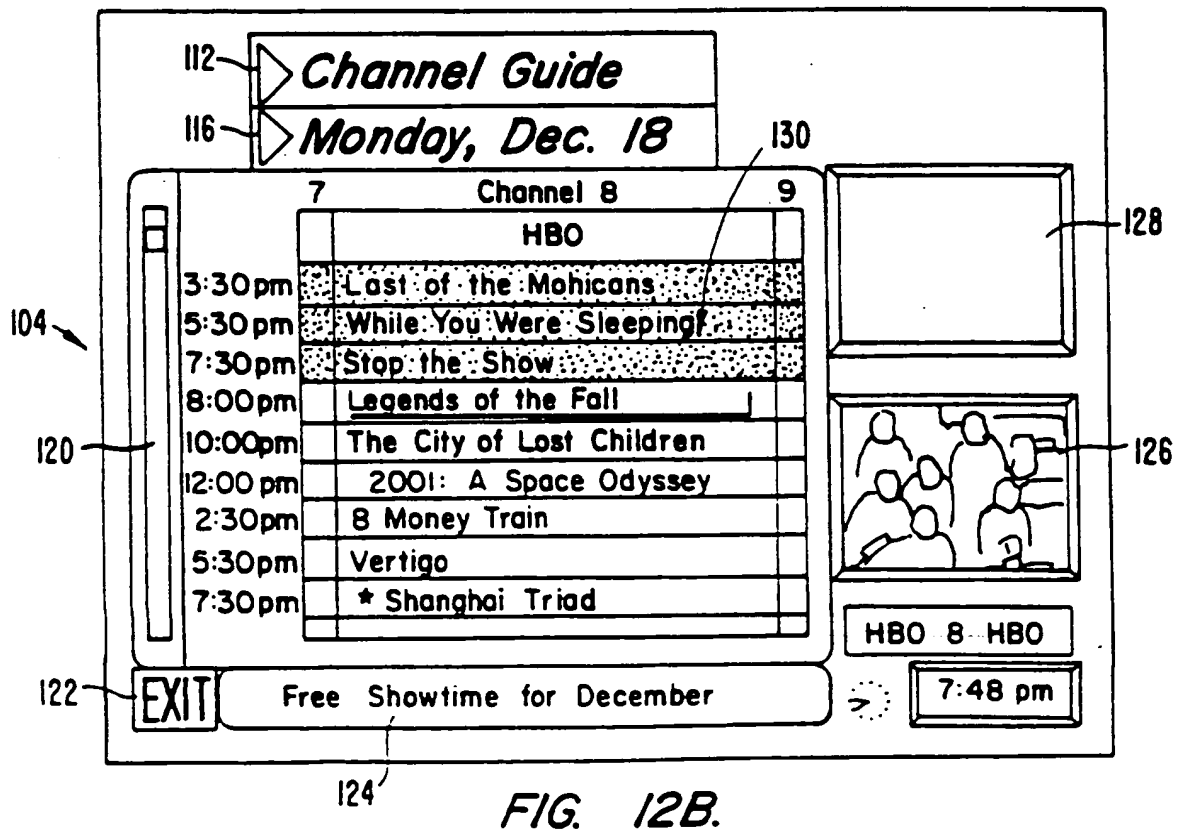 112 Channel Guide
116 Monday, Dec. 18
130
7 Channel 8 9
HBO
128
3:30pm Last of the Mohicans
104
5:30pm While You Were Sleeping
7:30pm Stop the Show
8:00pm Legends of the Fall
120
10:00pm The City of Lost Children
126
12:00 pm 2001: A Space Odyssey
2:30pm 8 Money Train
5:30pm Vertigo
7:30pm * Shanghai Triad
HBO 8 HBO
122 EXIT
Free Showtime for December
7:48 pm
124
FIG. 12B.